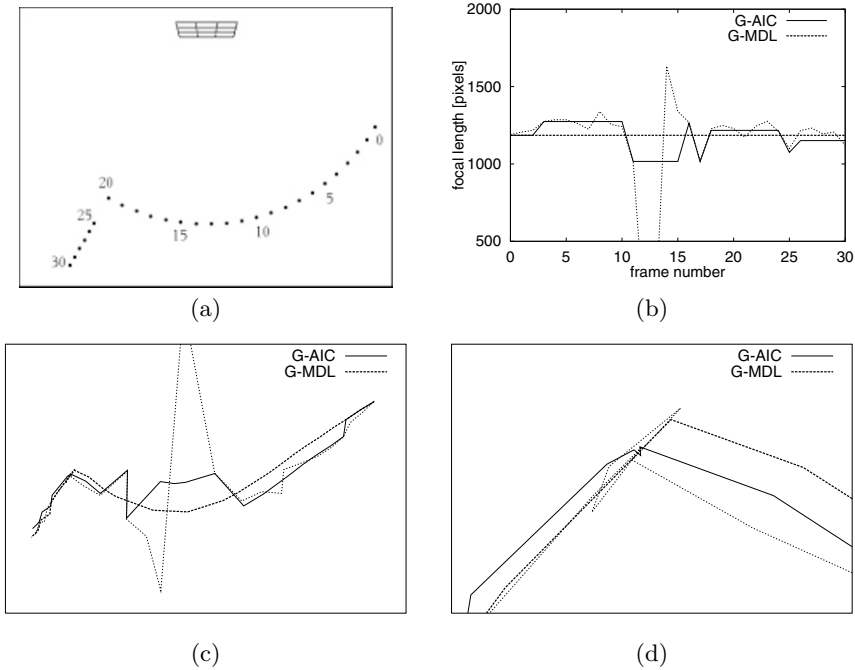 0
5
10
15
20
25
30
(a)
2000
1500
1000
500
focal length [pixels]
G-AIC
G-MDL
0 5 10 15 20 25 30
frame number
(b)
G-AIC
G-MDL
(c)
G-AIC
G-MDL
(d)